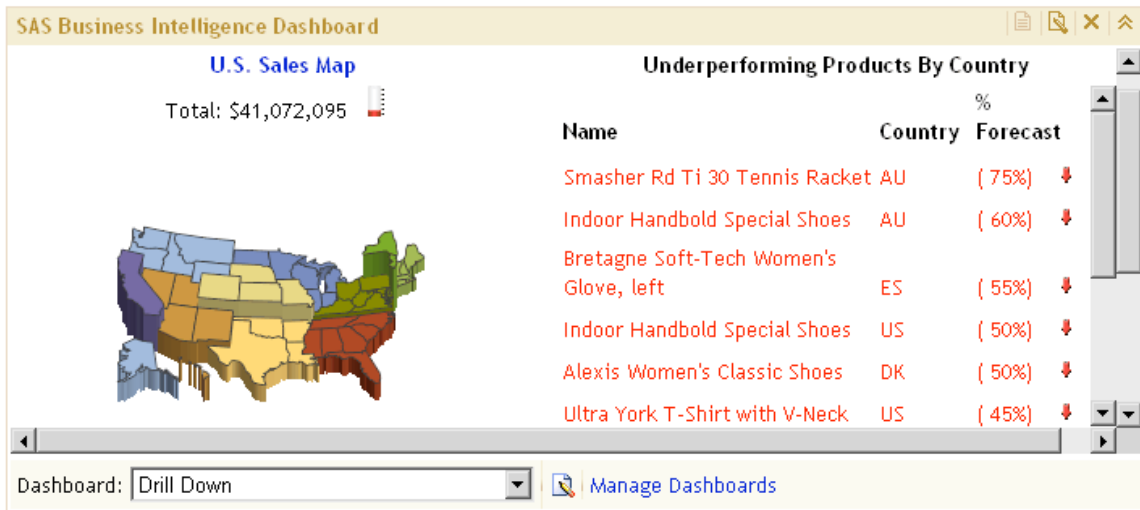 SAS Business Intelligence Dashboard
U.S. Sales Map
Total: $41,072,095
Underperforming Products By Country
%
Name Country Forecast
Smasher Rd Ti 30 Tennis Racket AU ( 75%)
Indoor Handbold Special Shoes AU ( 60%)
Bretagne Soft-Tech Women's
Glove, left ES ( 55%)
Indoor Handbold Special Shoes US ( 50%)
Alexis Women's Classic Shoes DK ( 50%)
Ultra York T-Shirt with V-Neck US ( 45%)
Dashboard: Drill Down Manage Dashboards